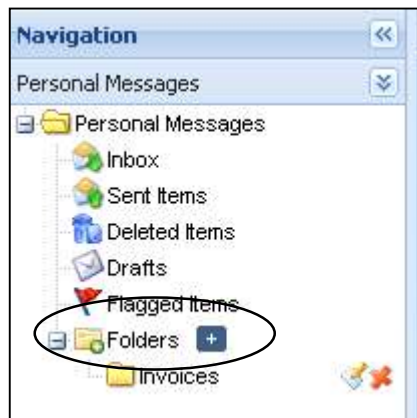 Navigation
Personal Messages
Personal Messages
Inbox
Sent Items
Deleted Items
Drafts
Flagged Items
Folders
Invoices